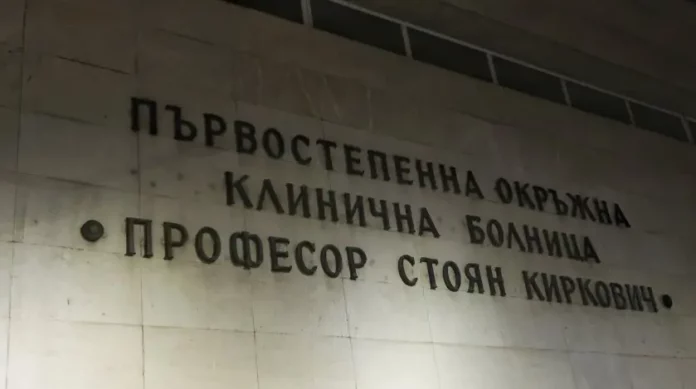 ПЪРВОСТЕПЕННА ОКРЪЖНА
КЛИНИЧНА БОЛНИЦА
• ПРОФЕСОР СТОЯН КИРКОВИЧ •